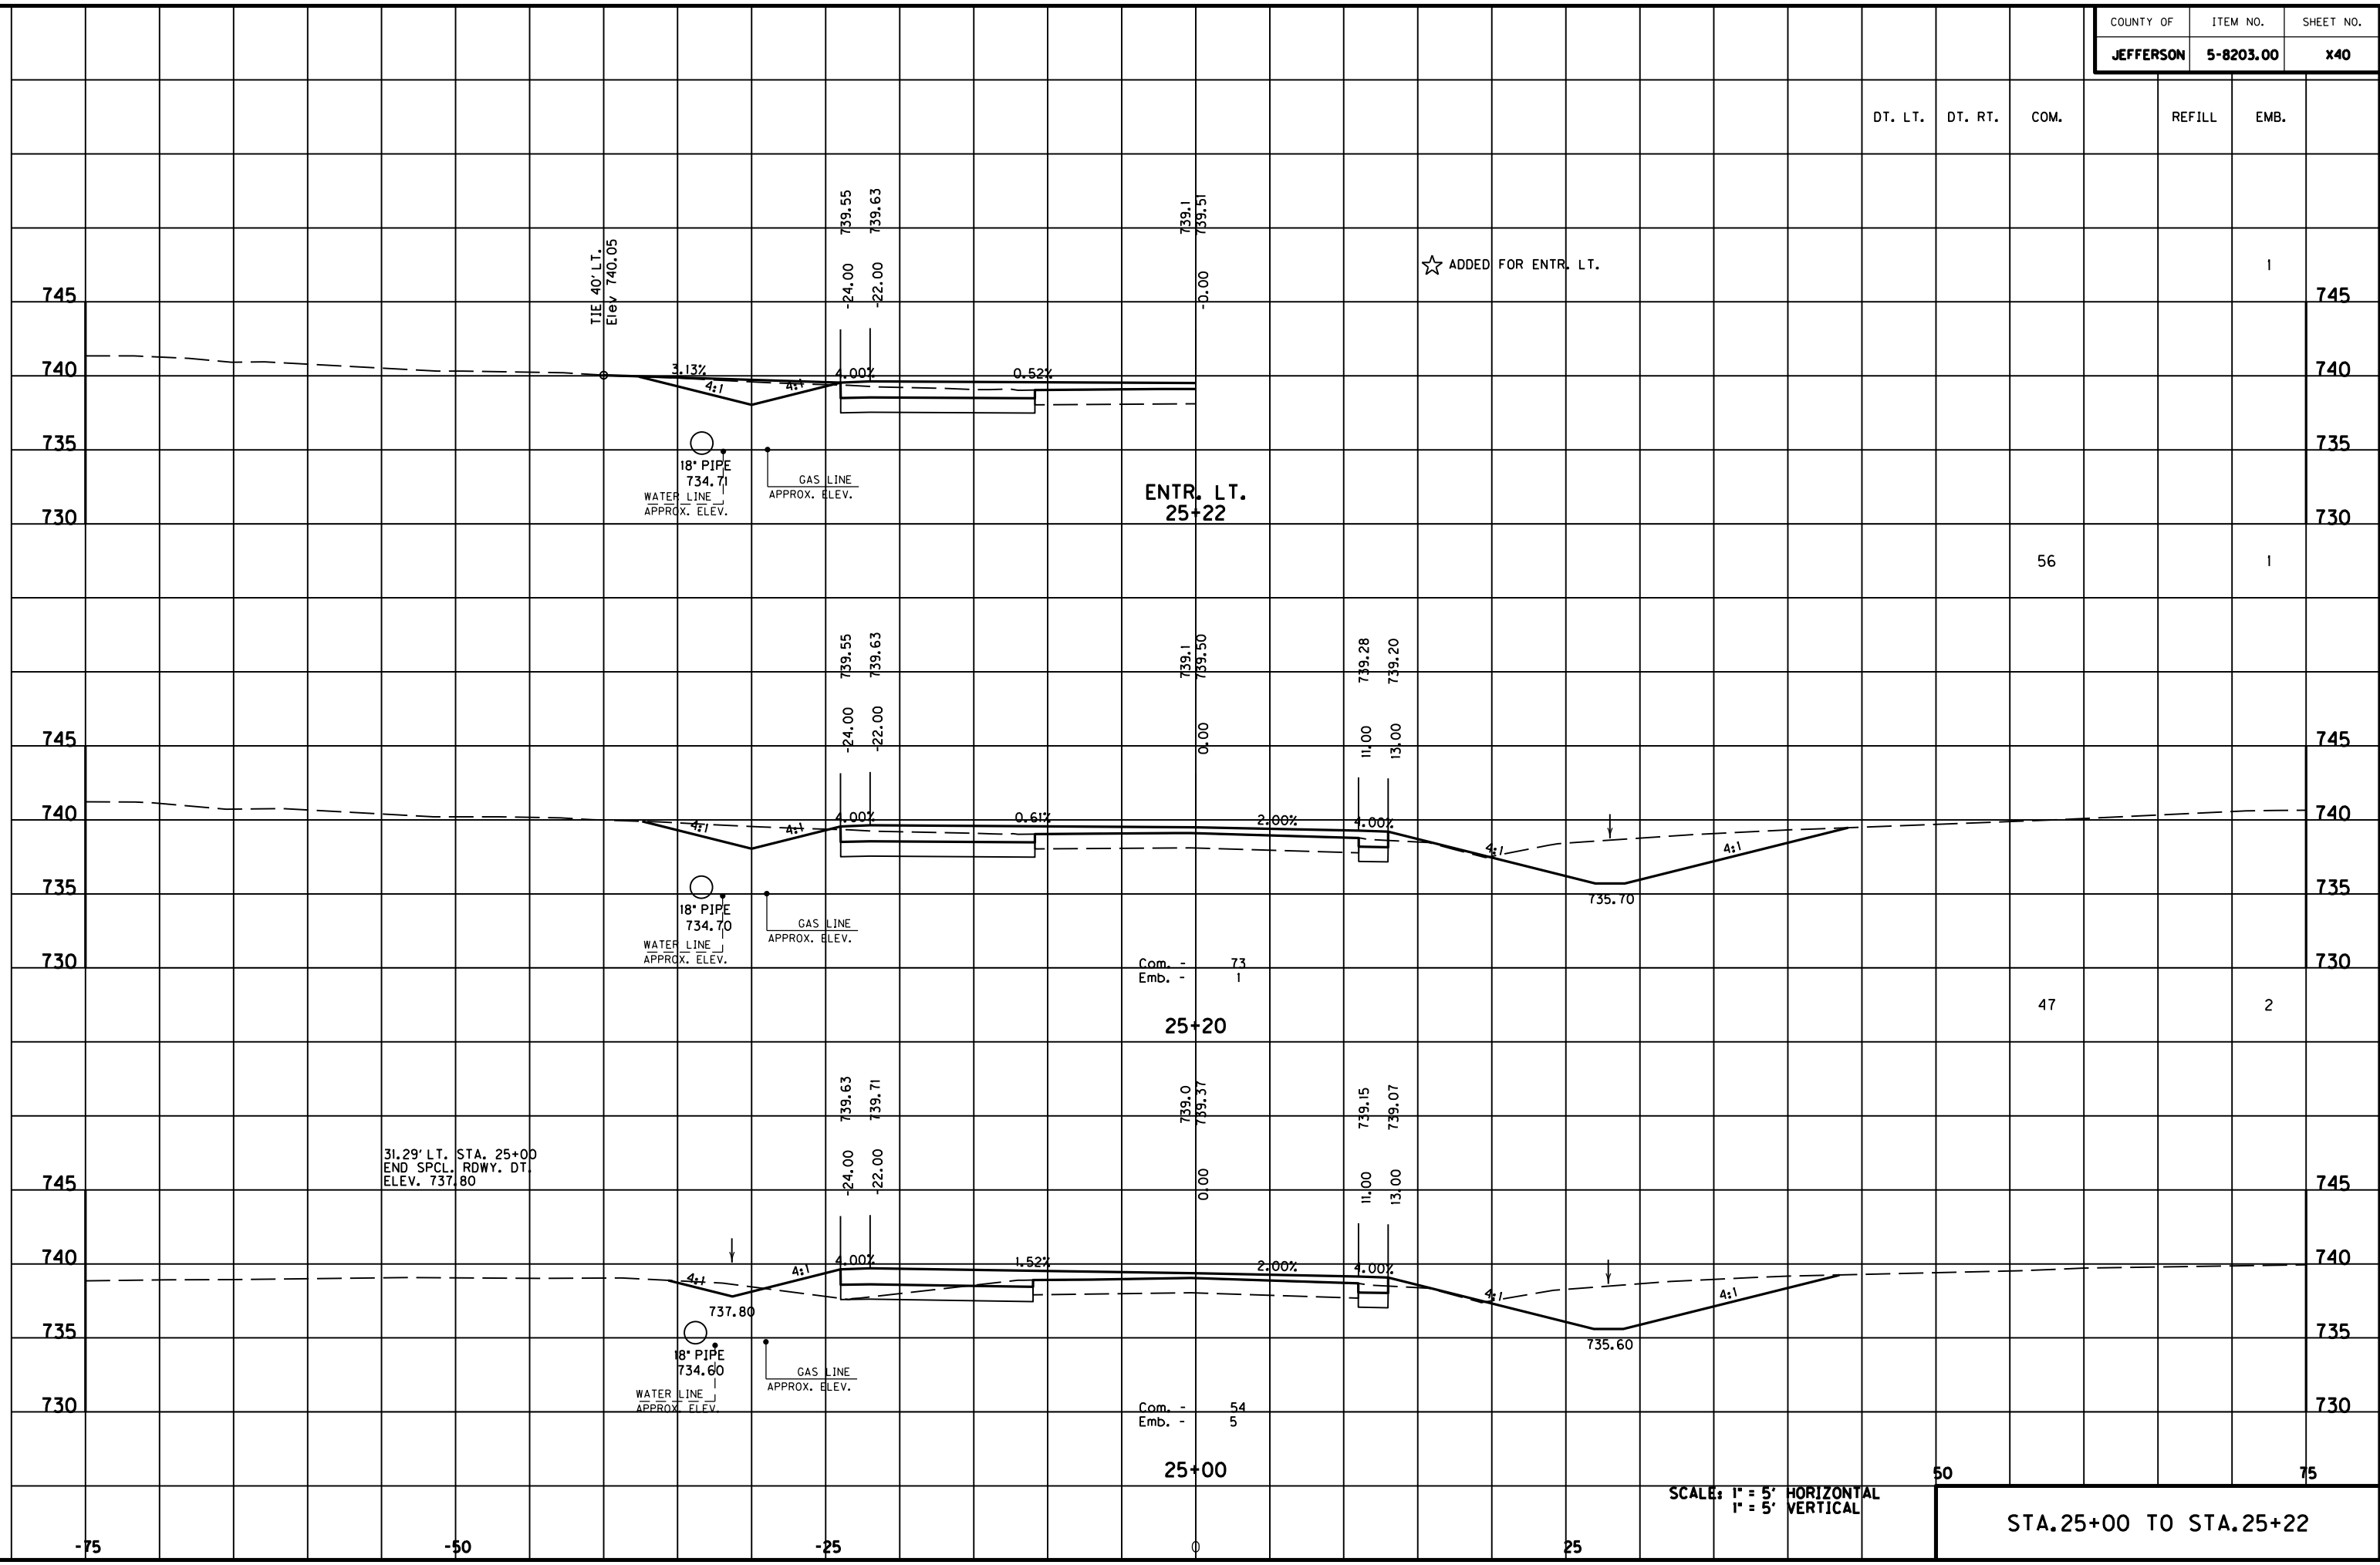 COUNTY OF ITEM NO. SHEET NO.
JEFFERSON 5-8203.00 X40
DT. LT. DT. RT. COM. REFILL EMB.
739.55 739.63 739.1 739.51
TIE 40' LT.
Elev 740.05
-24.00 -22.00 -0.00
ADDED FOR ENTR. LT. 1
745 745
740 3.13% 4.00% 0.52% 740
4:1 4:1
735 735
18" PIPE
734.71
GAS LINE
APPROX. ELEV.
WATER LINE
APPROX. ELEV.
ENTR. LT.
25+22
730 730
56 1
739.55 739.63 739.1 739.50 739.28 739.20
-24.00 -22.00 0.00 11.00 13.00
745 745
740 4.00% 0.61% 2.00% 4.00% 740
4:1 4:1 4:1 4:1
735 735
735.70
18" PIPE
734.70
GAS LINE
APPROX. ELEV.
WATER LINE
APPROX. ELEV.
730 730
Com. - 73
Emb. - 1
47 2
25+20
739.63 739.71 739.0 739.37 739.15 739.07
31.29' LT. STA. 25+00
END SPCL. RDWY. DT.
ELEV. 737.80
-24.00 -22.00 0.00 11.00 13.00
745 745
740 4.00% 1.52% 2.00% 4.00% 740
4:1 4:1 4:1 4:1
737.80
735 735
735.60
18" PIPE
734.60
GAS LINE
APPROX. ELEV.
WATER LINE
APPROX. ELEV.
730 730
Com. - 54
Emb. - 5
25+00
50 75
SCALE: 1" = 5' HORIZONTAL
1" = 5' VERTICAL
STA.25+00 TO STA.25+22
-75 -50 -25 0 25